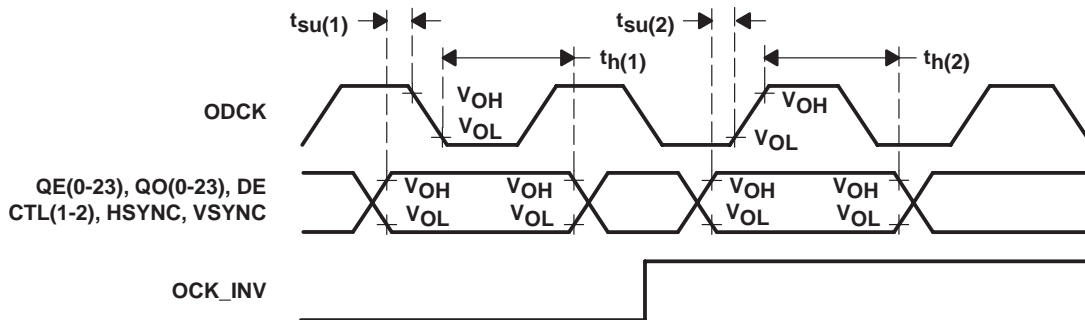 tsu(1)
tsu(2)
th(1)
th(2)
ODCK
VOH
VOL
VOH
VOL
QE(0-23), QO(0-23), DE
CTL(1-2), HSYNC, VSYNC
VOH
VOL
VOH
VOL
VOH
VOL
VOH
VOL
OCK_INV